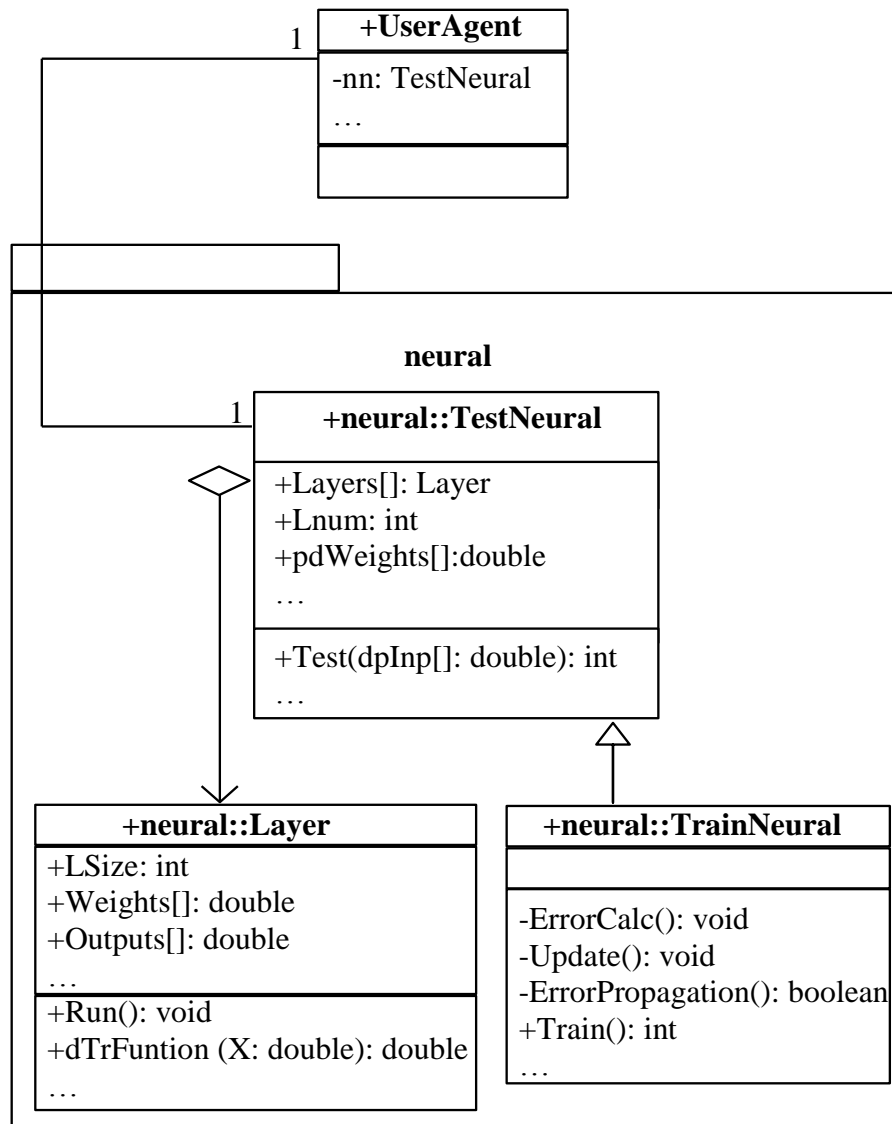 +UserAgent
1
-nn: TestNeural
…
neural
1
+neural::TestNeural
+Layers[]: Layer
+Lnum: int
+pdWeights[]:double
…
+Test(dpInp[]: double): int
…
+neural::Layer
+LSize: int
+Weights[]: double
+Outputs[]: double
…
+Run(): void
+dTrFuntion (X: double): double
…
+neural::TrainNeural
-ErrorCalc(): void
-Update(): void
-ErrorPropagation(): boolean
+Train(): int
…